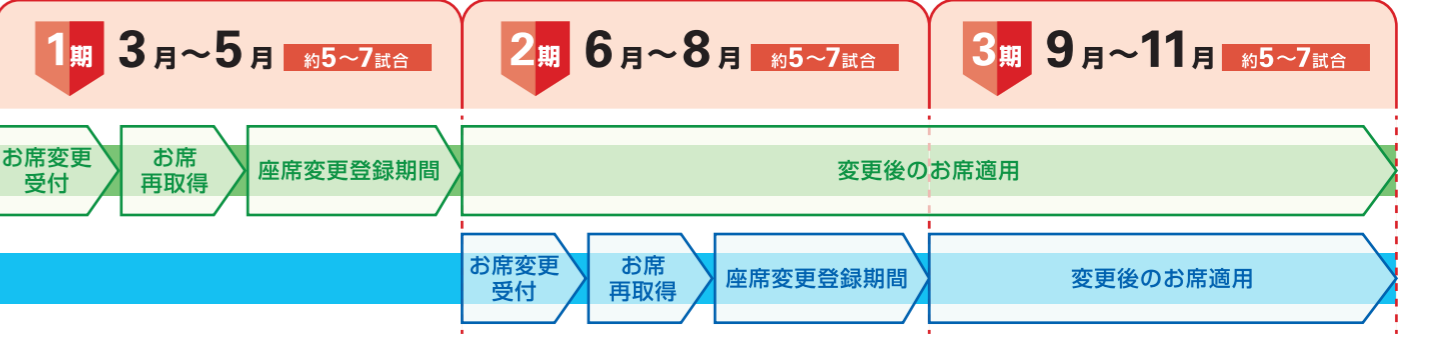 1期 3月〜5月 約5〜7試合
2期 6月〜8月 約5〜7試合
3期 9月〜11月 約5〜7試合
お席変更
受付
お席
再取得
座席変更登録期間
変更後のお席適用
お席変更
受付
お席
再取得
座席変更登録期間
変更後のお席適用